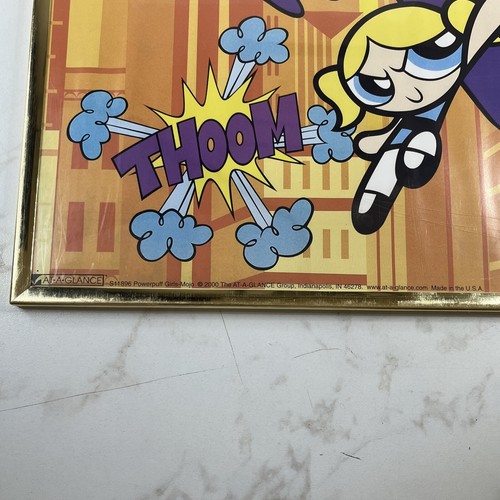 THOOM
AT-A-GLANCE S11836 Powerpuff Girls-Mojo. © 2000 The AT-A-GLANCE Group, Indianapolis, IN 46278. www.at-a-glance.com. Made in the U.S.A.